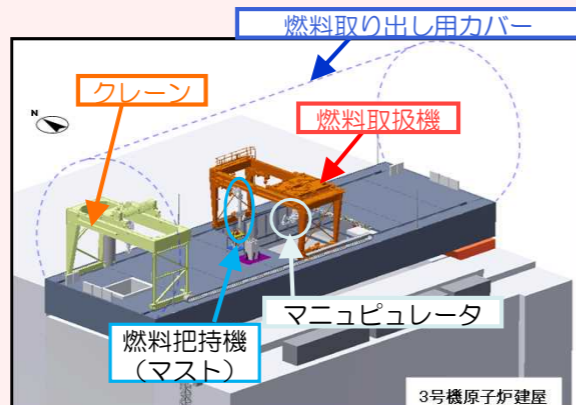 燃料取り出し用カバー
クレーン
N
燃料取扱機
マニュピュレータ
燃料把持機
（マスト）
3号機原子炉建屋